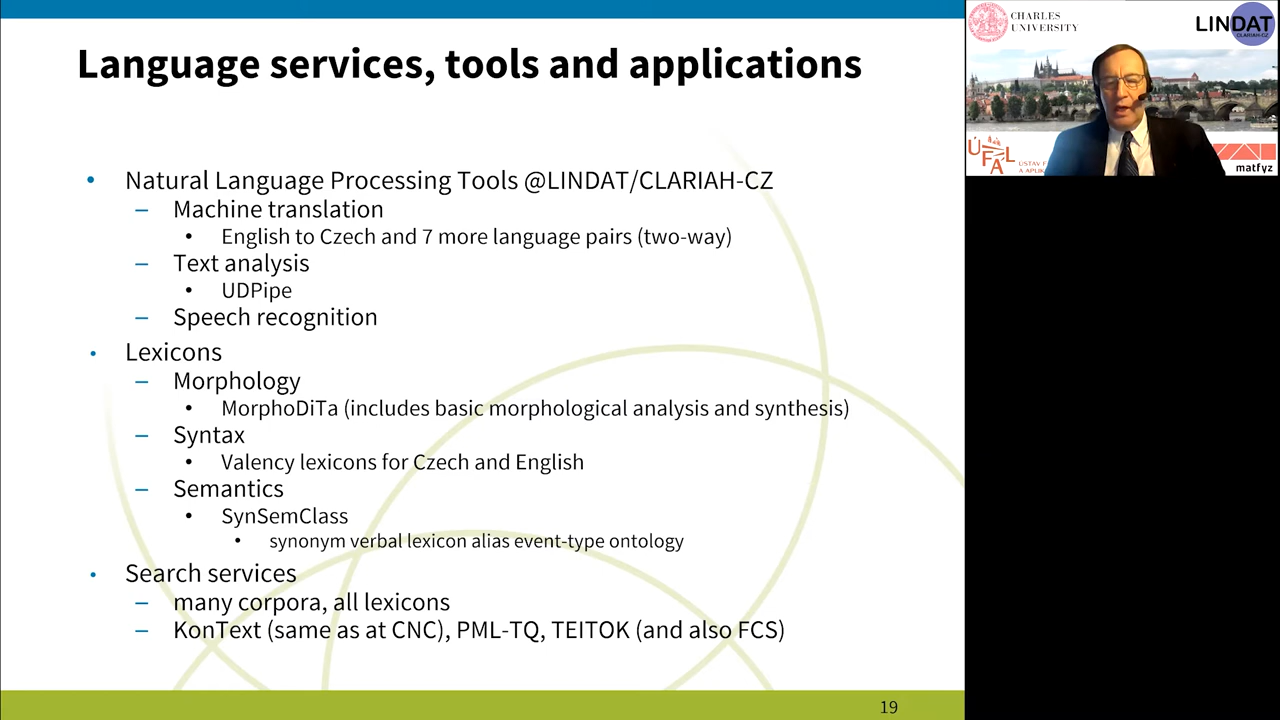 Language services, tools and applications
• Natural Language Processing Tools @LINDAT/CLARIAH-CZ
– Machine translation
• English to Czech and 7 more language pairs (two-way)
– Text analysis
• UDPipe
– Speech recognition
• Lexicons
– Morphology
• MorphoDiTa (includes basic morphological analysis and synthesis)
– Syntax
• Valency lexicons for Czech and English
– Semantics
• SynSemClass
• synonym verbal lexicon alias event-type ontology
• Search services
– many corpora, all lexicons
– KonText (same as at CNC), PML-TQ, TEITOK (and also FCS)
19
CHARLES
UNIVERSITY
LINDAT
CLARIAH-CZ
ÚFAL
matfyz